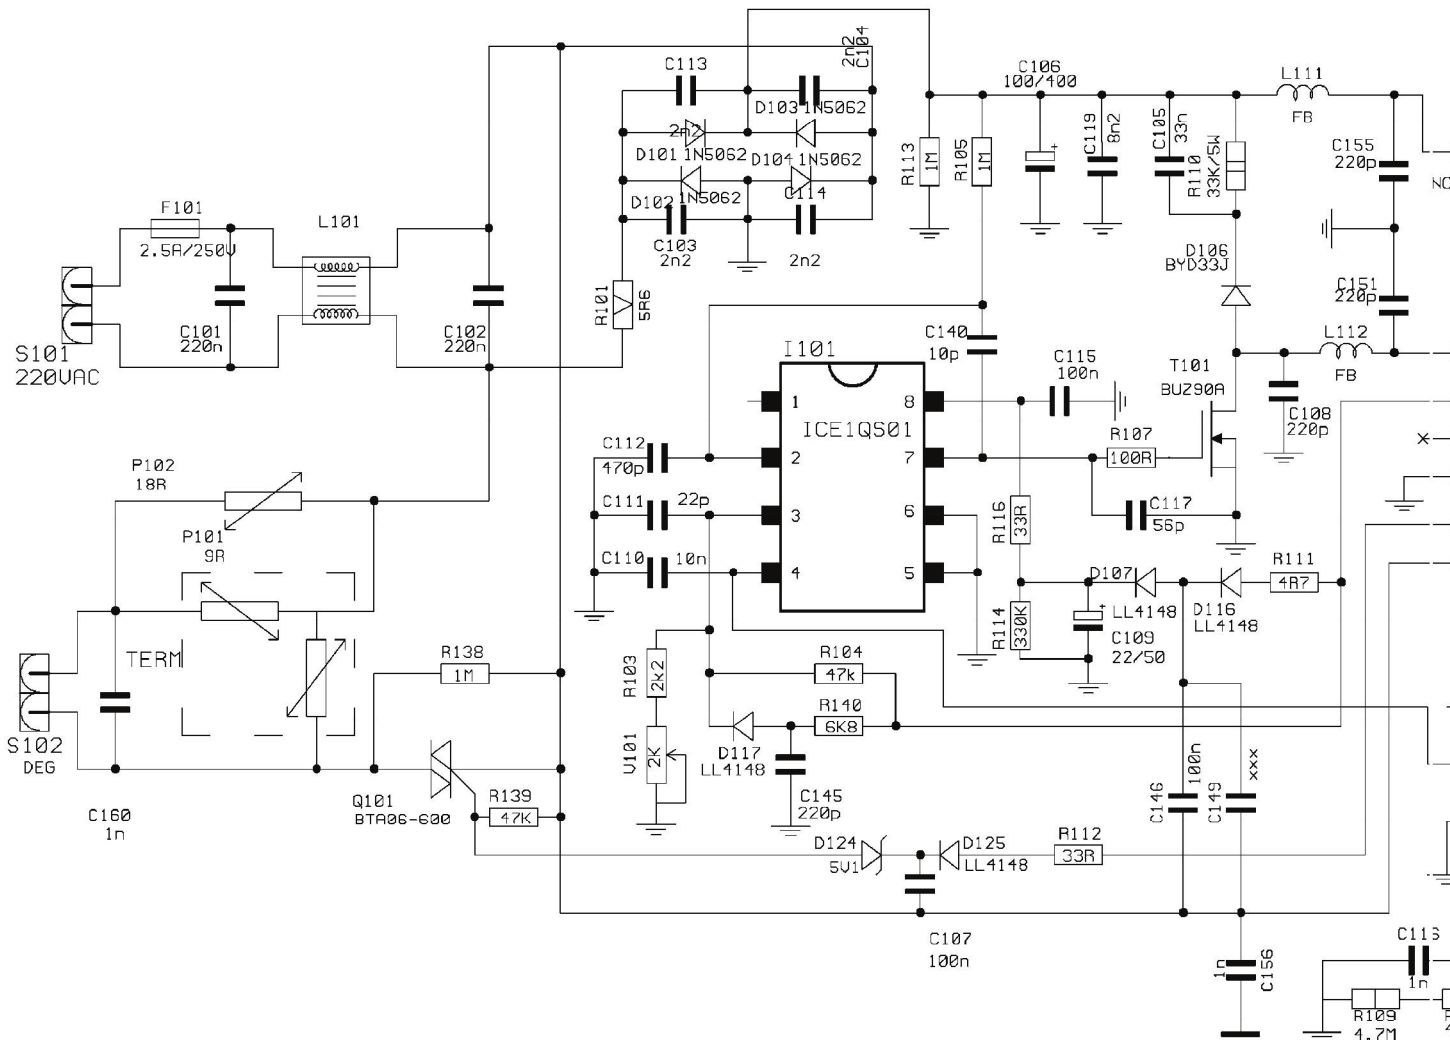 C113
2n2
C104
C106
100/400
L111
FB
D103 1N5062
2n2
D101 1N5062
D104 1N5062
R113
1M
R105
1M
C119
8n2
C105
33n
R110
33K/5W
C155
220p
NC
D102
1N5062
C114
F101
2.5A/250V
L101
C103
2n2
2n2
D106
BYD33J
C151
220p
R101
5R6
C101
220n
C102
220n
S101
220VAC
I101
C140
10p
C115
100n
L112
FB
T101
BUZ90A
1
8
ICE1QS01
C108
220p
C112
470p
2
7
R107
100R
P102
18R
C111
22p
3
6
R116
33R
C117
56p
P101
9R
C110
10n
4
5
D107
LL4148
D116
LL4148
R111
4R7
R114
330K
C109
22/50
TERM
R138
1M
R103
2k2
R104
47k
R140
6K8
S102
DEG
V101
2K
D117
LL4148
C145
220p
C146
100n
C149
xxx
C160
1n
Q101
BTA06-600
R139
47K
D124
5V1
D125
LL4148
R112
33R
C107
100n
1n
C156
C116
1n
R109
4.7M